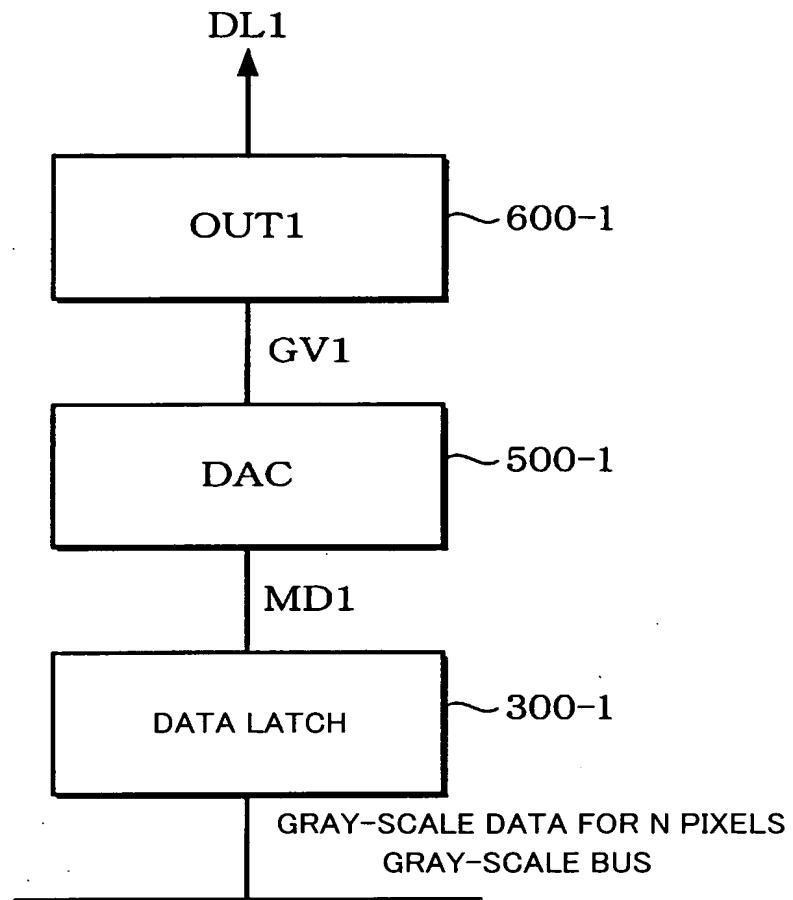 DL1
OUT1
600-1
GV1
DAC
500-1
MD1
DATA LATCH
300-1
GRAY-SCALE DATA FOR N PIXELS
GRAY-SCALE BUS